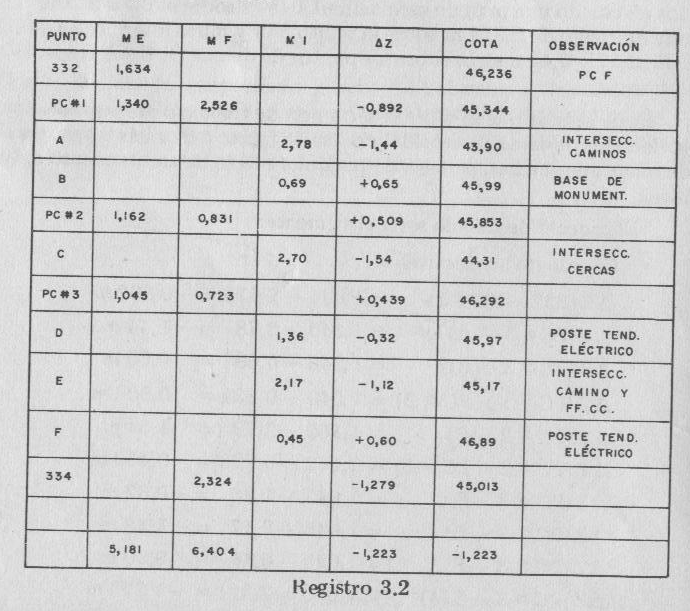 PUNTO ME MF MI ΔZ COTA OBSERVACIÓN
332 1,634 46,236 PC F
PC#1 1,340 2,526 -0,892 45,344
A 2,78 -1,44 43,90 INTERSECC.
CAMINOS
B 0,69 +0,65 45,99 BASE DE
MONUMENT.
PC#2 1,162 0,831 +0,509 45,853
C 2,70 -1,54 44,31 INTERSECC.
CERCAS
PC#3 1,045 0,723 +0,439 46,292
D 1,36 -0,32 45,97 POSTE TEND.
ELÉCTRICO
E 2,17 -1,12 45,17 INTERSECC.
CAMINO Y
FF. CC.
F 0,45 +0,60 46,89 POSTE TEND.
ELÉCTRICO
334 2,324 -1,279 45,013
5,181 6,404 -1,223 -1,223
Registro 3.2